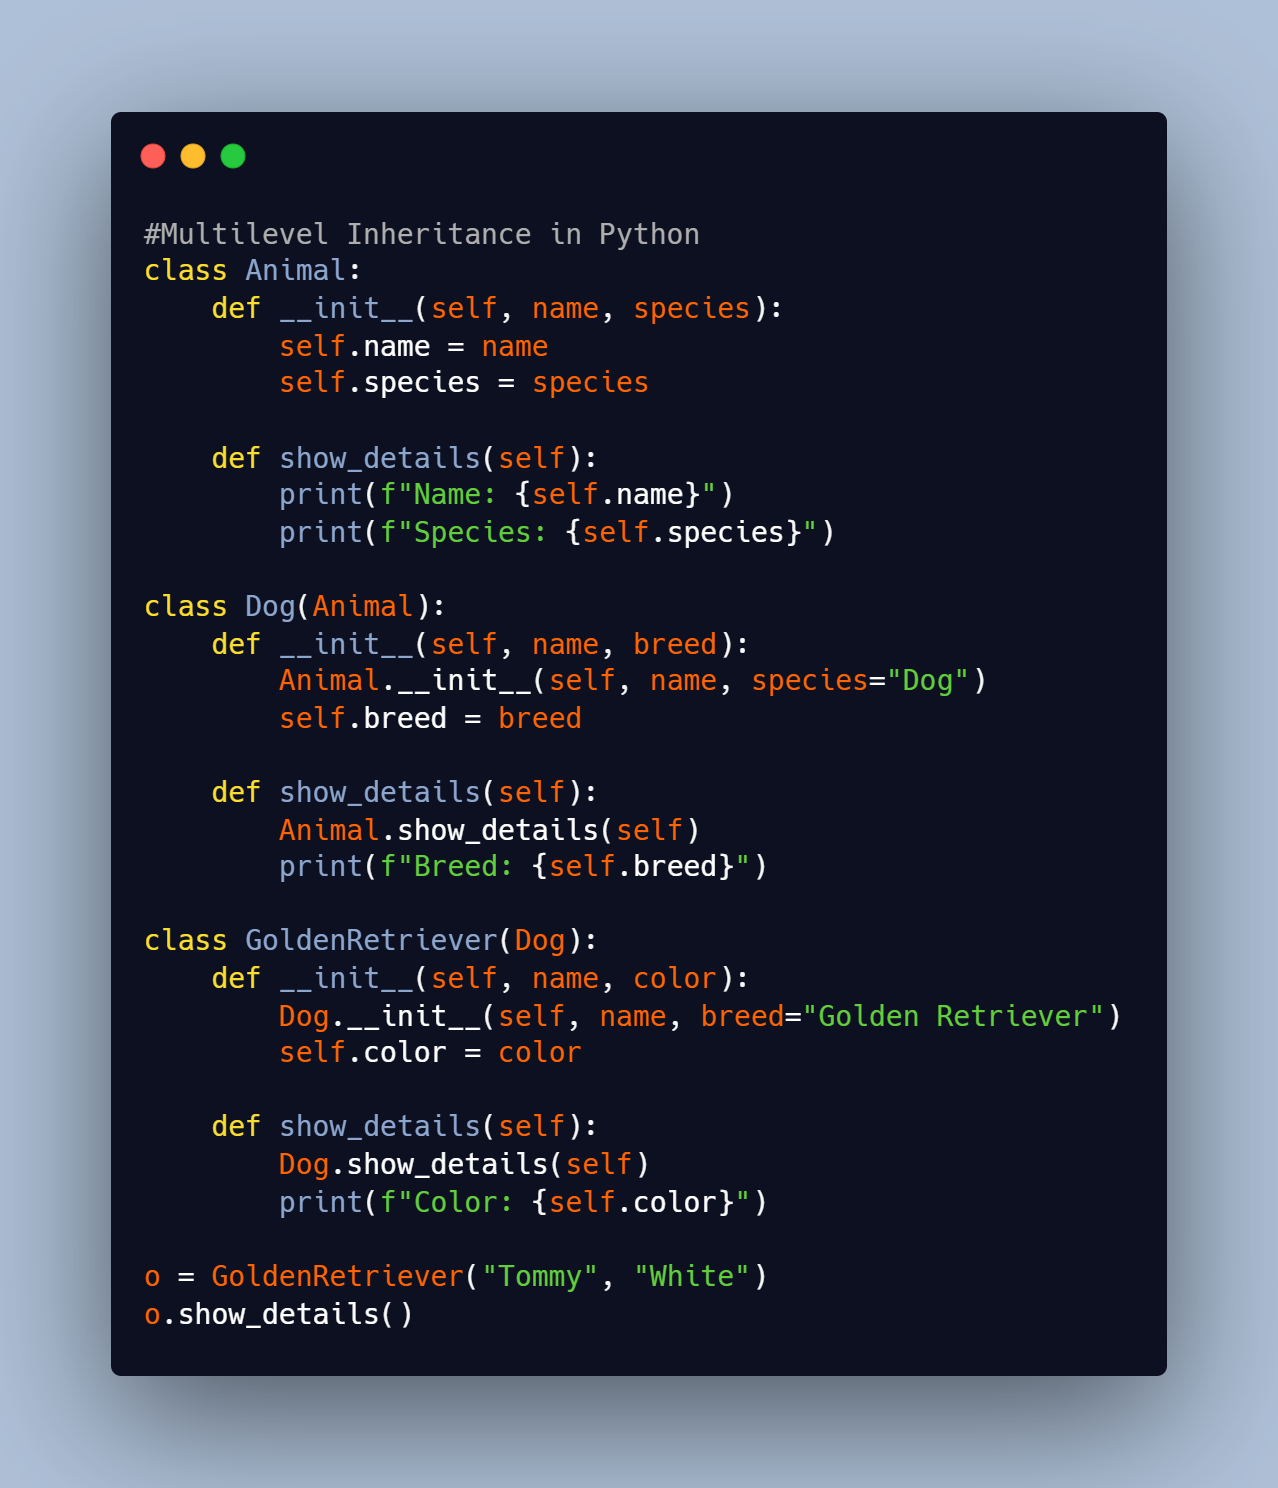 #Multilevel Inheritance in Python
class Animal:
    def __init__(self, name, species):
        self.name = name
        self.species = species

    def show_details(self):
        print(f"Name: {self.name}")
        print(f"Species: {self.species}")

class Dog(Animal):
    def __init__(self, name, breed):
        Animal.__init__(self, name, species="Dog")
        self.breed = breed

    def show_details(self):
        Animal.show_details(self)
        print(f"Breed: {self.breed}")

class GoldenRetriever(Dog):
    def __init__(self, name, color):
        Dog.__init__(self, name, breed="Golden Retriever")
        self.color = color

    def show_details(self):
        Dog.show_details(self)
        print(f"Color: {self.color}")

o = GoldenRetriever("Tommy", "White")
o.show_details()